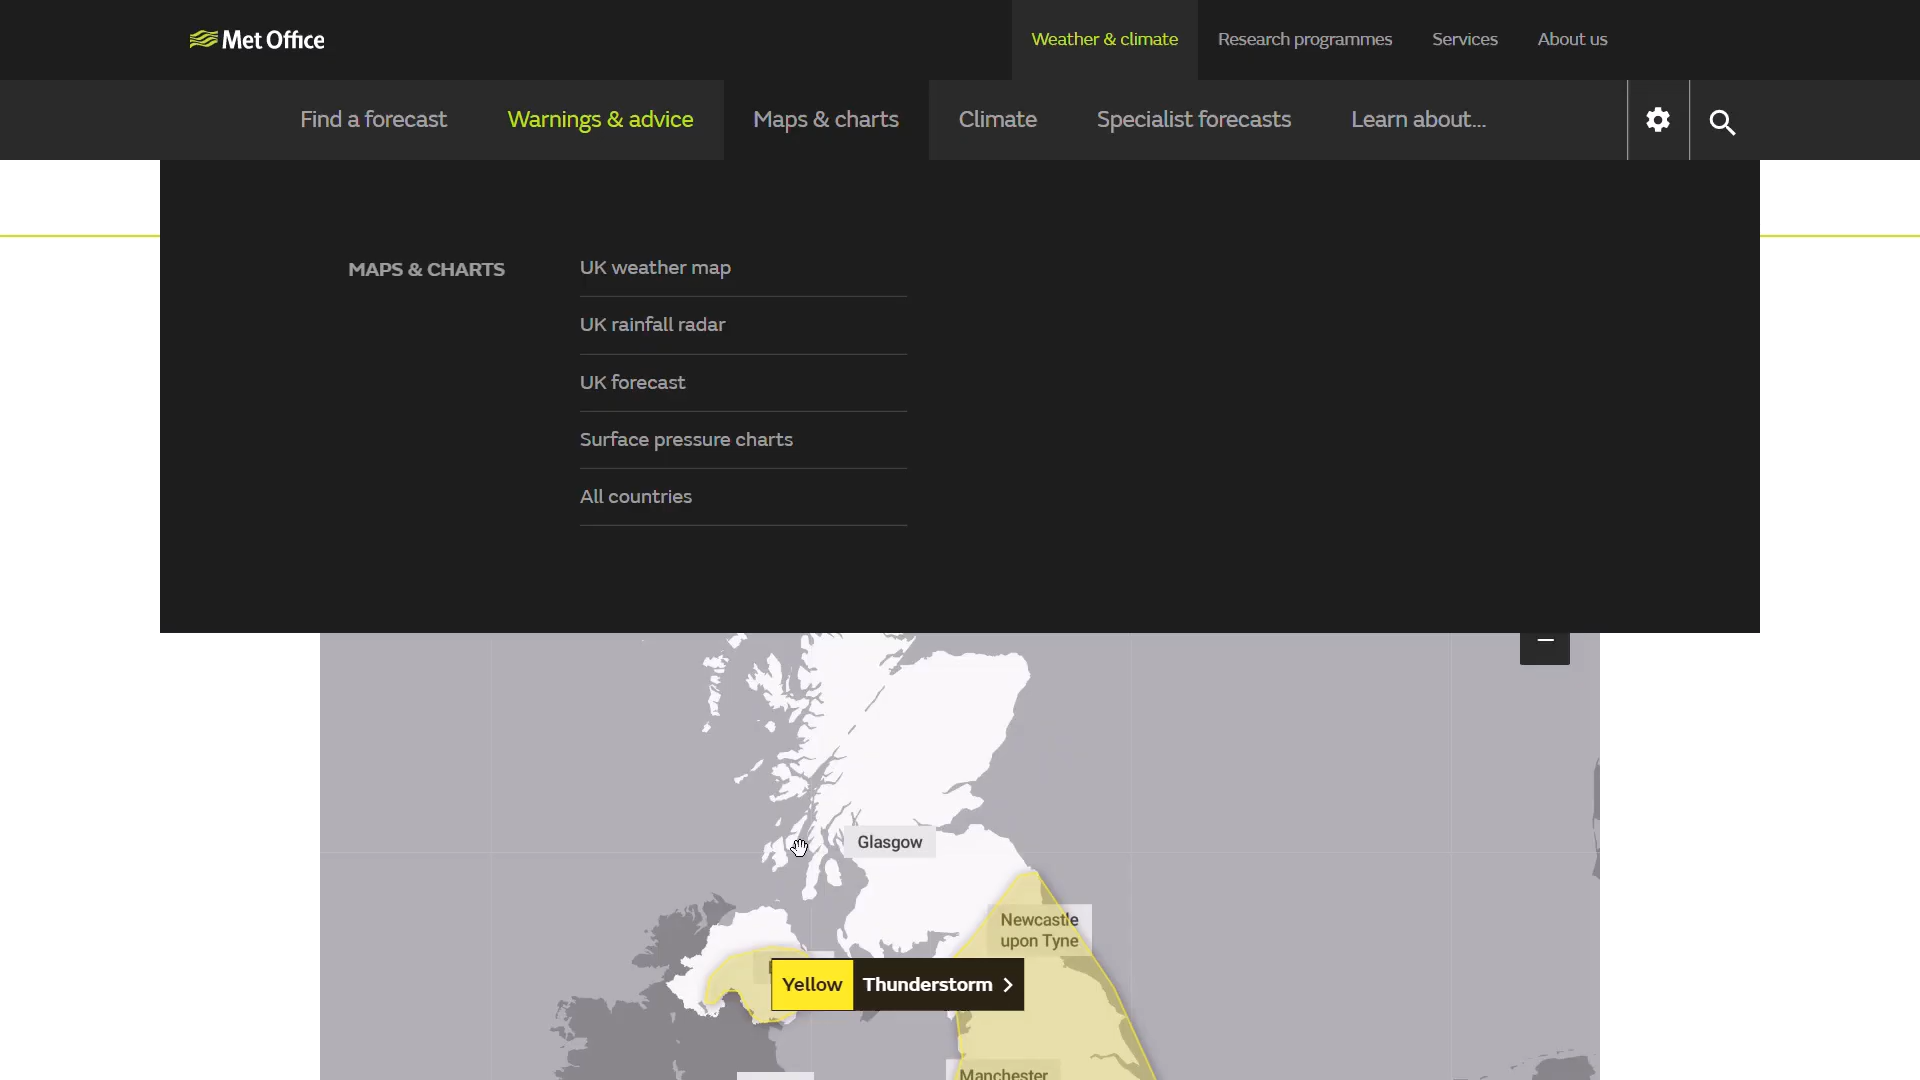 Met Office
Weather & climate
Research programmes
Services
About us
Find a forecast
Warnings & advice
Maps & charts
Climate
Specialist forecasts
Learn about...
MAPS & CHARTS
UK weather map
UK rainfall radar
UK forecast
Surface pressure charts
All countries
Glasgow
Newcastle
upon Tyne
Yellow
Thunderstorm
Manchester